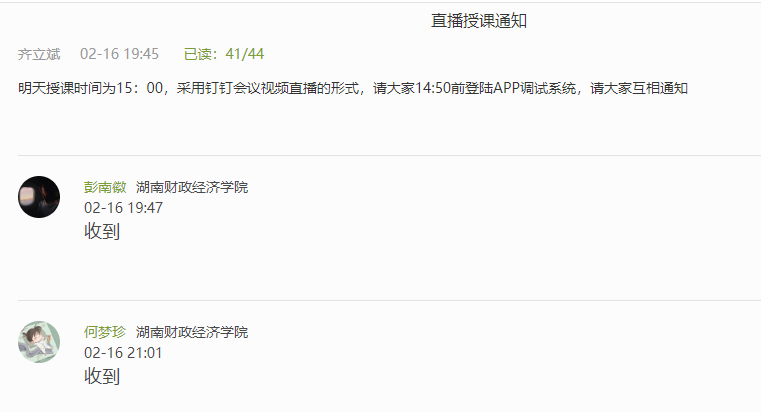 直播授课通知
齐立斌 02-16 19:45 已读：41/44
明天授课时间为15：00，采用钉钉会议视频直播的形式，请大家14:50前登陆APP调试系统，请大家互相通知
彭南徽 湖南财政经济学院
02-16 19:47
收到
何梦珍 湖南财政经济学院
02-16 21:01
收到